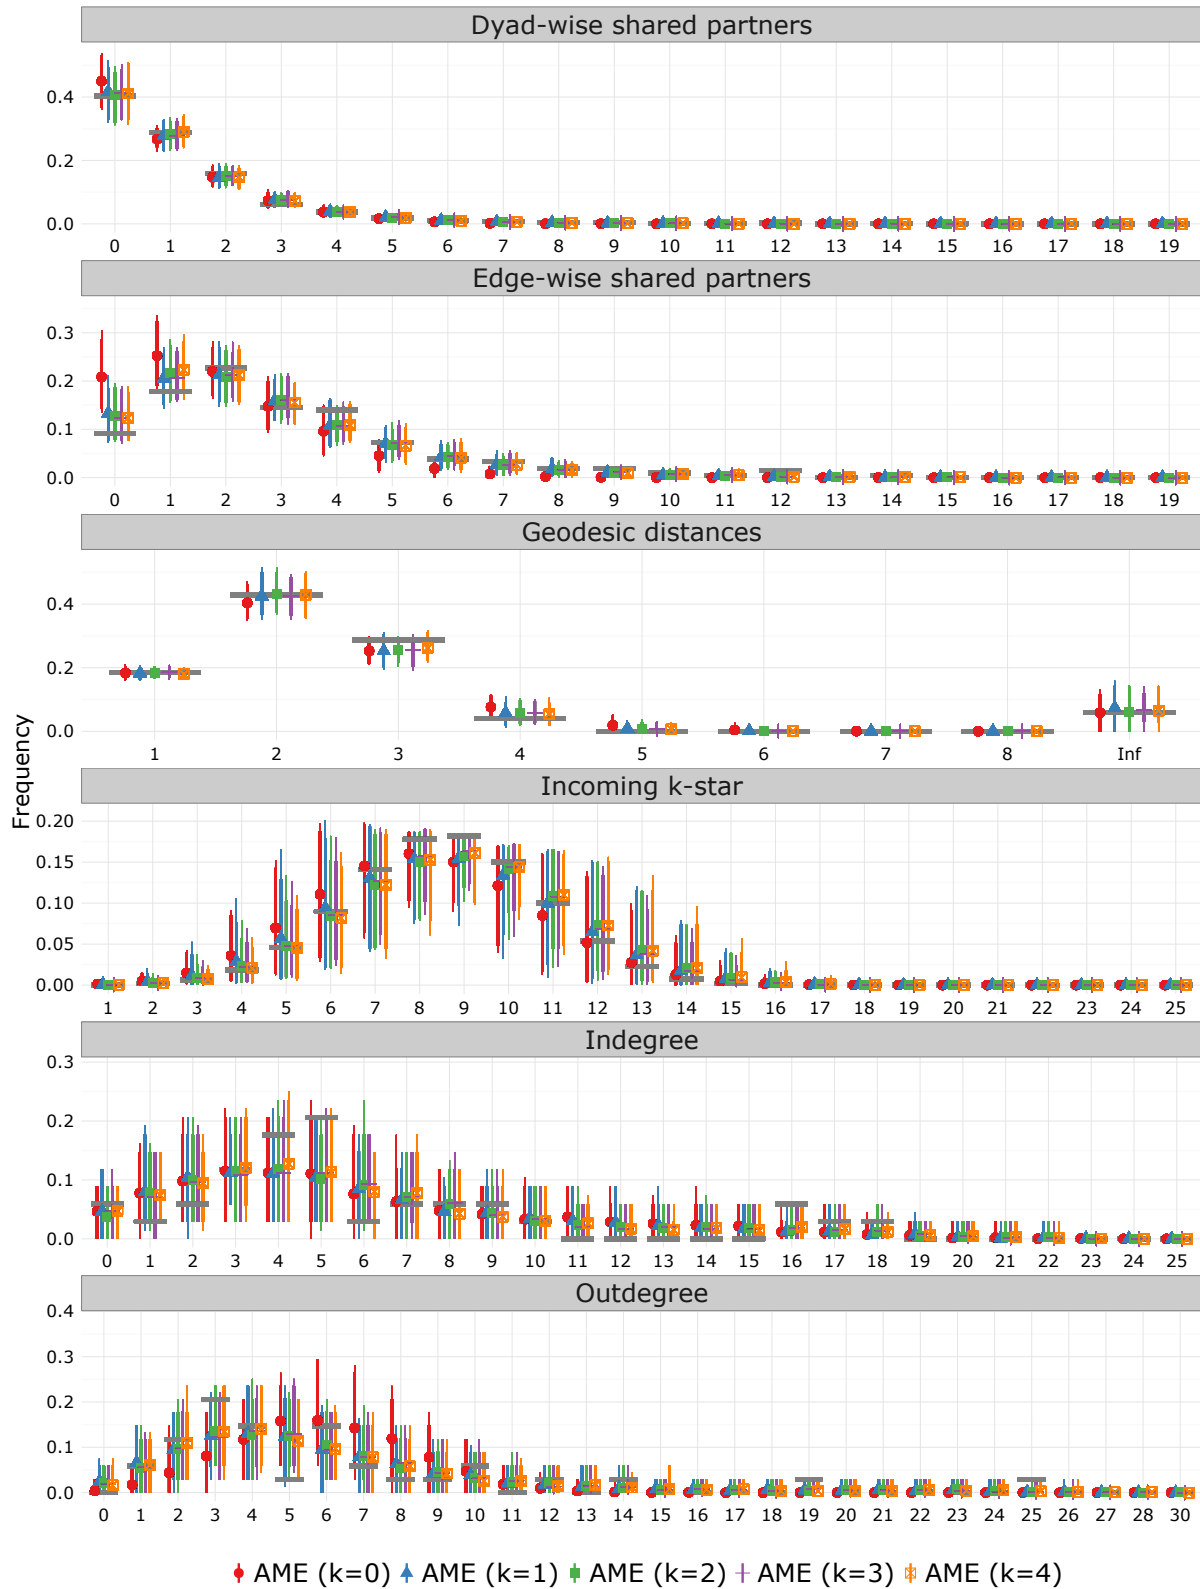 Dyad-wise shared partners
0.4
0.2
0.0
0 1 2 3 4 5 6 7 8 9 10 11 12 13 14 15 16 17 18 19
Edge-wise shared partners
0.3
0.2
0.1
0.0
0 1 2 3 4 5 6 7 8 9 10 11 12 13 14 15 16 17 18 19
Geodesic distances
0.4
0.2
0.0
1 2 3 4 5 6 7 8 Inf
Frequency
Incoming k-star
0.20
0.15
0.10
0.05
0.00
1 2 3 4 5 6 7 8 9 10 11 12 13 14 15 16 17 18 19 20 21 22 23 24 25
Indegree
0.3
0.2
0.1
0.0
0 1 2 3 4 5 6 7 8 9 10 11 12 13 14 15 16 17 18 19 20 21 22 23 25
Outdegree
0.4
0.3
0.2
0.1
0.0
0 1 2 3 4 5 6 7 8 9 10 11 12 13 14 15 16 17 18 19 20 21 22 23 24 25 26 27 28 30
AME (k=0) AME (k=1) AME (k=2) AME (k=3) AME (k=4)